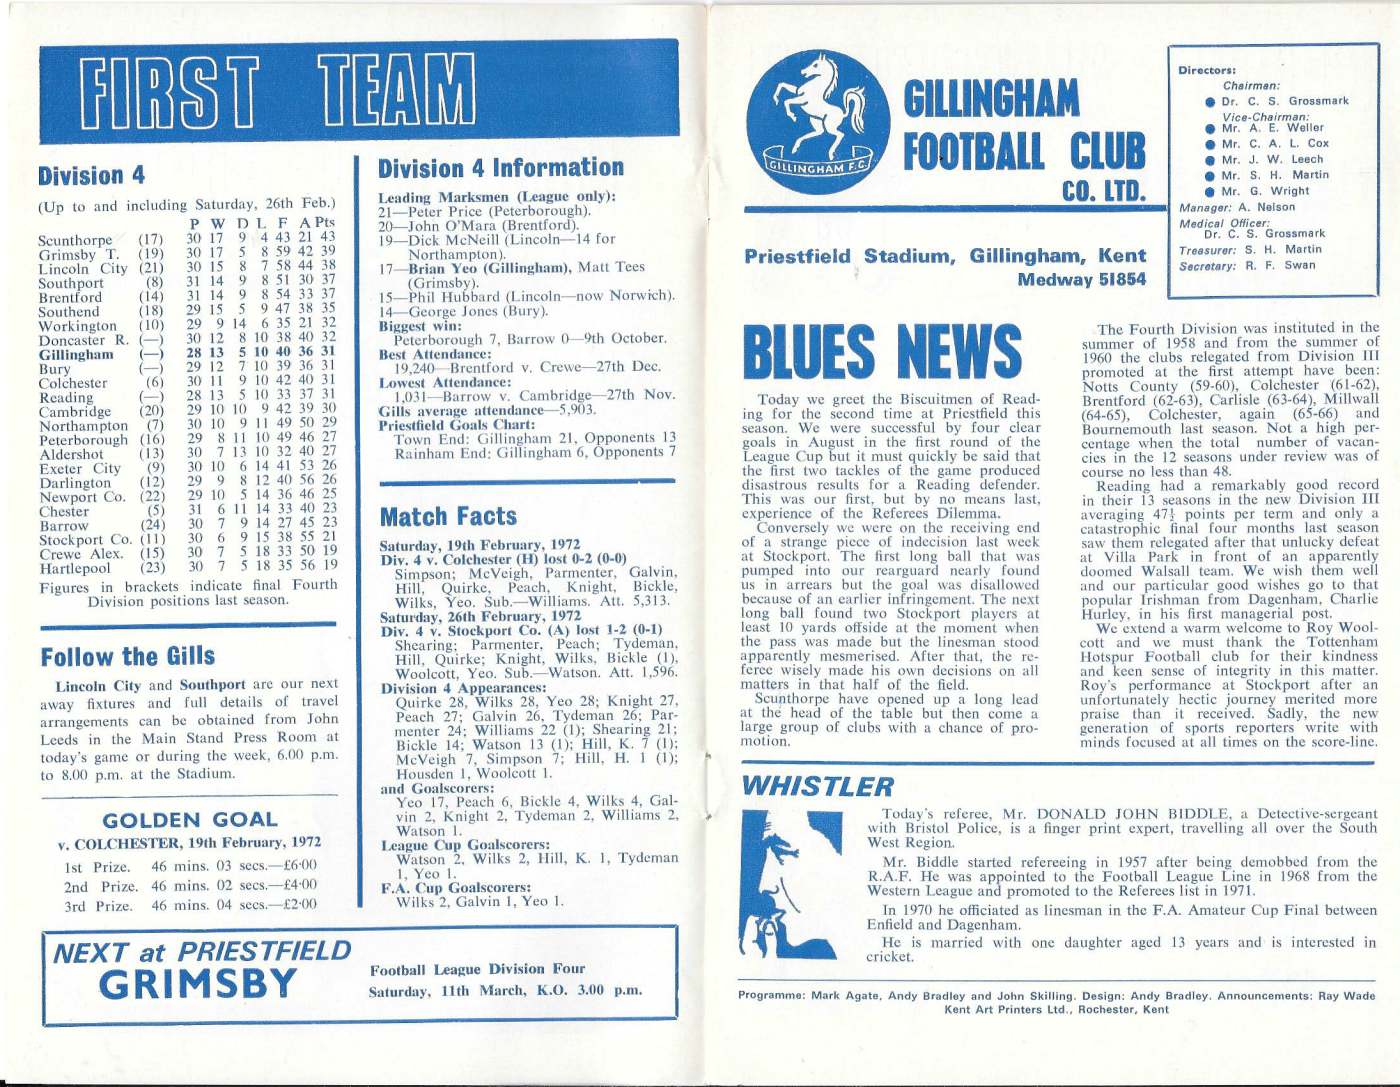 FIRST TEAM
Division 4
(Up to and including Saturday, 26th Feb.)
P W D L F A Pts
Scunthorpe (17) 30 17 9 4 43 21 43
Grimsby T. (19) 30 17 5 8 59 42 39
Lincoln City (21) 30 15 8 7 58 44 38
Southport (8) 31 14 9 8 51 30 37
Brentford (14) 31 14 9 8 54 33 37
Southend (18) 29 15 5 9 47 38 35
Workington (10) 29 9 14 6 35 21 32
Doncaster R. (—) 30 12 8 10 38 40 32
Gillingham (—) 28 13 5 10 40 36 31
Bury (—) 29 12 7 10 39 36 31
Colchester (6) 30 11 9 10 42 40 31
Reading (—) 28 13 5 10 33 37 31
Cambridge (20) 29 10 10 9 42 39 30
Northampton (7) 30 10 9 11 49 50 29
Peterborough (16) 29 8 11 10 49 46 27
Aldershot (13) 30 7 13 10 32 40 27
Exeter City (9) 30 10 6 14 41 53 26
Darlington (12) 29 9 8 12 40 56 26
Newport Co. (22) 29 10 5 14 36 46 25
Chester (5) 31 6 11 14 33 40 23
Barrow (24) 30 7 9 14 27 45 23
Stockport Co. (11) 30 6 9 15 38 55 21
Crewe Alex. (15) 30 7 5 18 33 50 19
Hartlepool (23) 30 7 5 18 35 56 19
Figures in brackets indicate final Fourth
Division positions last season.
Follow the Gills
Lincoln City and Southport are our next
away fixtures and full details of travel
arrangements can be obtained from John
Leeds in the Main Stand Press Room at
today's game or during the week, 6.00 p.m.
to 8.00 p.m. at the Stadium.
GOLDEN GOAL
v. COLCHESTER, 19th February, 1972
1st Prize. 46 mins. 03 secs.—£6·00
2nd Prize. 46 mins. 02 secs.—£4·00
3rd Prize. 46 mins. 04 secs.—£2·00
Division 4 Information
Leading Marksmen (League only):
21—Peter Price (Peterborough).
20—John O'Mara (Brentford).
19—Dick McNeill (Lincoln—14 for
Northampton).
17—Brian Yeo (Gillingham), Matt Tees
(Grimsby).
15—Phil Hubbard (Lincoln—now Norwich).
14—George Jones (Bury).
Biggest win:
Peterborough 7, Barrow 0—9th October.
Best Attendance:
19,240—Brentford v. Crewe—27th Dec.
Lowest Attendance:
1,031—Barrow v. Cambridge—27th Nov.
Gills average attendance—5,903.
Priestfield Goals Chart:
Town End: Gillingham 21, Opponents 13
Rainham End: Gillingham 6, Opponents 7
Match Facts
Saturday, 19th February, 1972
Div. 4 v. Colchester (H) lost 0-2 (0-0)
Simpson; McVeigh, Parmenter, Galvin,
Hill, Quirke, Peach, Knight, Bickle,
Wilks, Yeo. Sub.—Williams. Att. 5,313.
Saturday, 26th February, 1972
Div. 4 v. Stockport Co. (A) lost 1-2 (0-1)
Shearing; Parmenter, Peach; Tydeman,
Hill, Quirke; Knight, Wilks, Bickle (1),
Woolcott, Yeo. Sub.—Watson. Att. 1,596.
Division 4 Appearances:
Quirke 28, Wilks 28, Yeo 28; Knight 27,
Peach 27; Galvin 26, Tydeman 26; Par-
menter 24; Williams 22 (1); Shearing 21;
Bickle 14; Watson 13 (1); Hill, K. 7 (1);
McVeigh 7, Simpson 7; Hill, H. 1 (1);
Housden 1, Woolcott 1.
and Goalscorers:
Yeo 17, Peach 6, Bickle 4, Wilks 4, Gal-
vin 2, Knight 2, Tydeman 2, Williams 2,
Watson 1.
League Cup Goalscorers:
Watson 2, Wilks 2, Hill, K. 1, Tydeman
1, Yeo 1.
F.A. Cup Goalscorers:
Wilks 2, Galvin 1, Yeo 1.
NEXT at PRIESTFIELD
GRIMSBY
Football League Division Four
Saturday, 11th March, K.O. 3.00 p.m.
GILLINGHAM F.C.
GILLINGHAM
FOOTBALL CLUB
CO. LTD.
Priestfield Stadium, Gillingham, Kent
Medway 51854
Directors:
Chairman:
● Dr. C. S. Grossmark
Vice-Chairman:
● Mr. A. E. Weller
● Mr. C. A. L. Cox
● Mr. J. W. Leech
● Mr. S. H. Martin
● Mr. G. Wright
Manager: A. Nelson
Medical Officer:
Dr. C. S. Grossmark
Treasurer: S. H. Martin
Secretary: R. F. Swan
BLUES NEWS
Today we greet the Biscuitmen of Read-
ing for the second time at Priestfield this
season. We were successful by four clear
goals in August in the first round of the
League Cup but it must quickly be said that
the first two tackles of the game produced
disastrous results for a Reading defender.
This was our first, but by no means last,
experience of the Referees Dilemma.
Conversely we were on the receiving end
of a strange piece of indecision last week
at Stockport. The first long ball that was
pumped into our rearguard nearly found
us in arrears but the goal was disallowed
because of an earlier infringement. The next
long ball found two Stockport players at
least 10 yards offside at the moment when
the pass was made but the linesman stood
apparently mesmerised. After that, the re-
feree wisely made his own decisions on all
matters in that half of the field.
Scunthorpe have opened up a long lead
at the head of the table but then come a
large group of clubs with a chance of pro-
motion.
The Fourth Division was instituted in the
summer of 1958 and from the summer of
1960 the clubs relegated from Division III
promoted at the first attempt have been:
Notts County (59-60), Colchester (61-62),
Brentford (62-63), Carlisle (63-64), Millwall
(64-65), Colchester, again (65-66) and
Bournemouth last season. Not a high per-
centage when the total number of vacan-
cies in the 12 seasons under review was of
course no less than 48.
Reading had a remarkably good record
in their 13 seasons in the new Division III
averaging 47½ points per term and only a
catastrophic final four months last season
saw them relegated after that unlucky defeat
at Villa Park in front of an apparently
doomed Walsall team. We wish them well
and our particular good wishes go to that
popular Irishman from Dagenham, Charlie
Hurley, in his first managerial post.
We extend a warm welcome to Roy Wool-
cott and we must thank the Tottenham
Hotspur Football club for their kindness
and keen sense of integrity in this matter.
Roy's performance at Stockport after an
unfortunately hectic journey merited more
praise than it received. Sadly, the new
generation of sports reporters write with
minds focused at all times on the score-line.
WHISTLER
Today's referee, Mr. DONALD JOHN BIDDLE, a Detective-sergeant
with Bristol Police, is a finger print expert, travelling all over the South
West Region.
Mr. Biddle started refereeing in 1957 after being demobbed from the
R.A.F. He was appointed to the Football League Line in 1968 from the
Western League and promoted to the Referees list in 1971.
In 1970 he officiated as linesman in the F.A. Amateur Cup Final between
Enfield and Dagenham.
He is married with one daughter aged 13 years and is interested in
cricket.
Programme: Mark Agate, Andy Bradley and John Skilling. Design: Andy Bradley. Announcements: Ray Wade
Kent Art Printers Ltd., Rochester, Kent